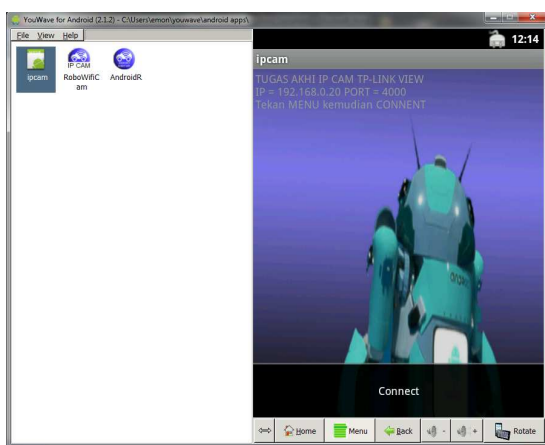 YouWave for Android (2.1.2) - C:\Users\emon\youwave\android apps\
File View Help
ipcam
IP CAM
RoboWifiC
am
AndroidR
12:14
ipcam
TUGAS AKHI IP CAM TP-LINK VIEW
IP = 192.168.0.20 PORT = 4000
Tekan MENU kemudian CONNENT
Connect
Home
Menu
Back
-
+
Rotate